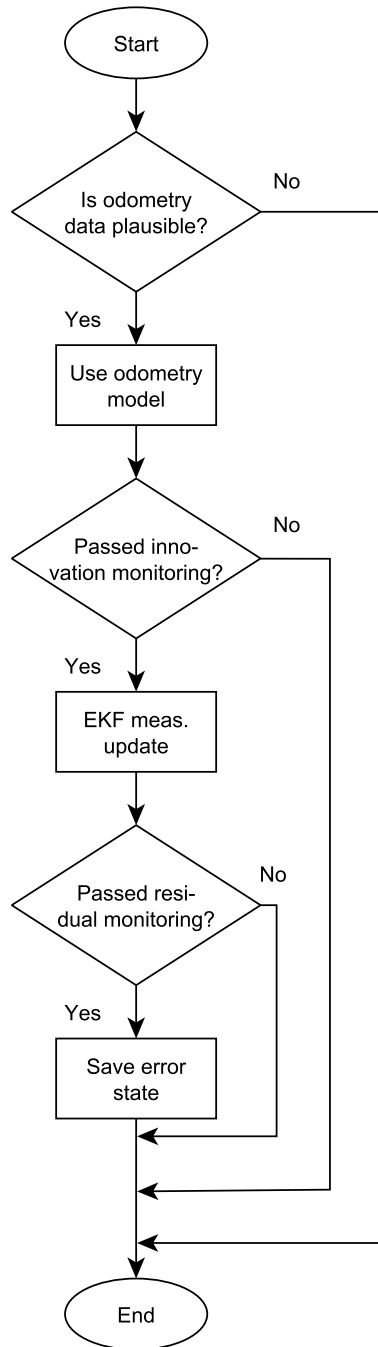 Start
Is odometry
data plausible?
No
Yes
Use odometry
model
Passed inno-
vation monitoring?
No
Yes
EKF meas.
update
Passed resi-
dual monitoring?
No
Yes
Save error
state
End